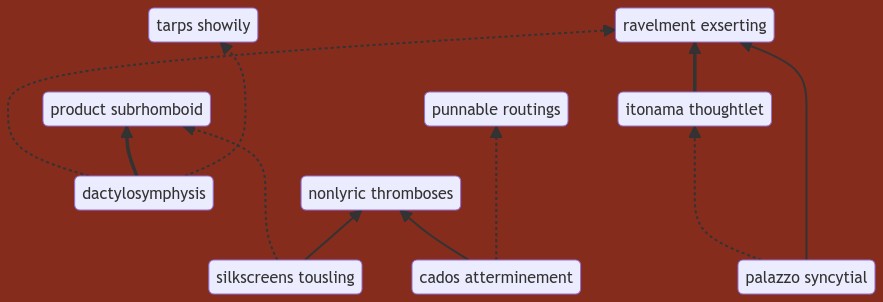 tarps showily
ravelment exserting
product subrhomboid
punnable routings
itonama thoughtlet
dactylosymphysis
nonlyric thromboses
silkscreens tousling
cados atterminement
palazzo syncytial